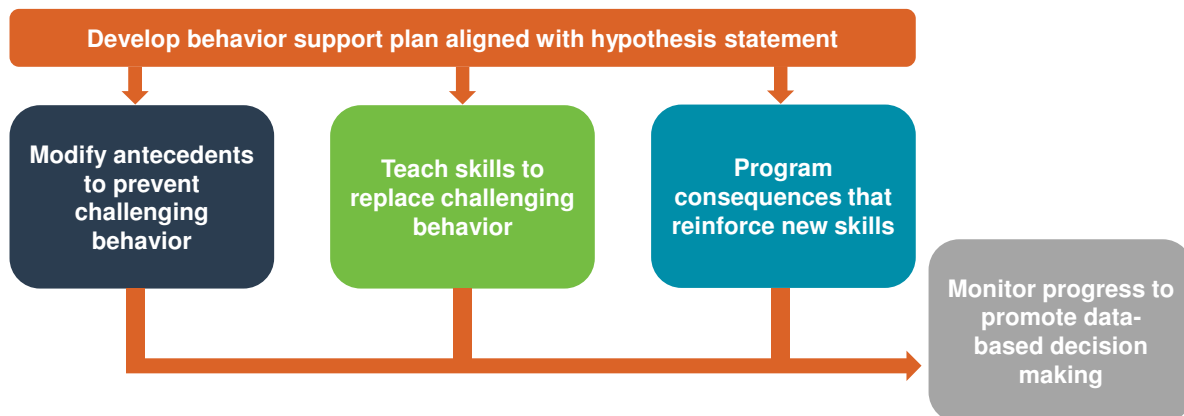 Develop behavior support plan aligned with hypothesis statement
Modify antecedents
to prevent
challenging
behavior
Teach skills to
replace challenging
behavior
Program
consequences that
reinforce new skills
Monitor progress to
promote data-
based decision
making